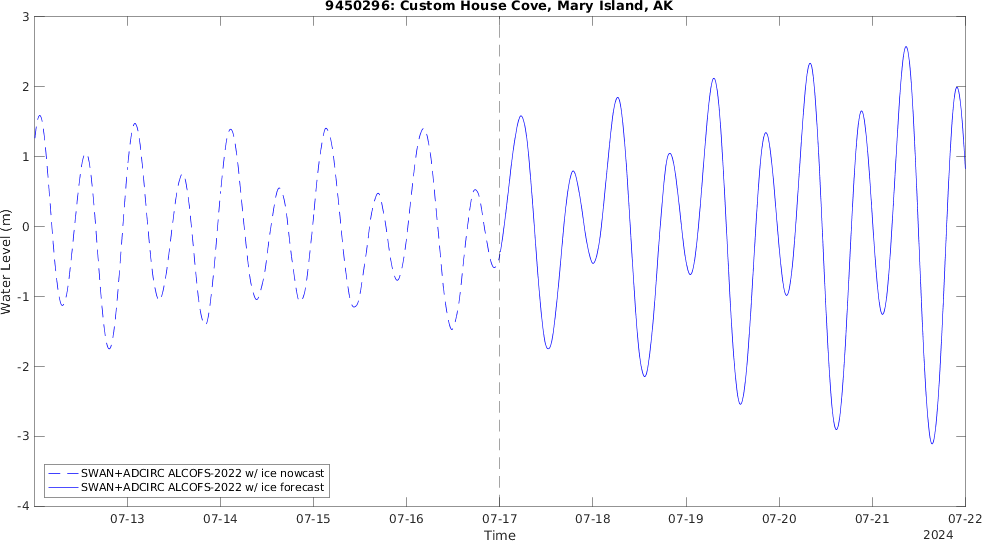 9450296: Custom House Cove, Mary Island, AK
3
2
1
0
-1
-2
-3
-4
Water Level (m)
SWAN+ADCIRC ALCOFS-2022 w/ ice nowcast
SWAN+ADCIRC ALCOFS-2022 w/ ice forecast
07-13 07-14 07-15 07-16 07-17 07-18 07-19 07-20 07-21 07-22
Time
2024